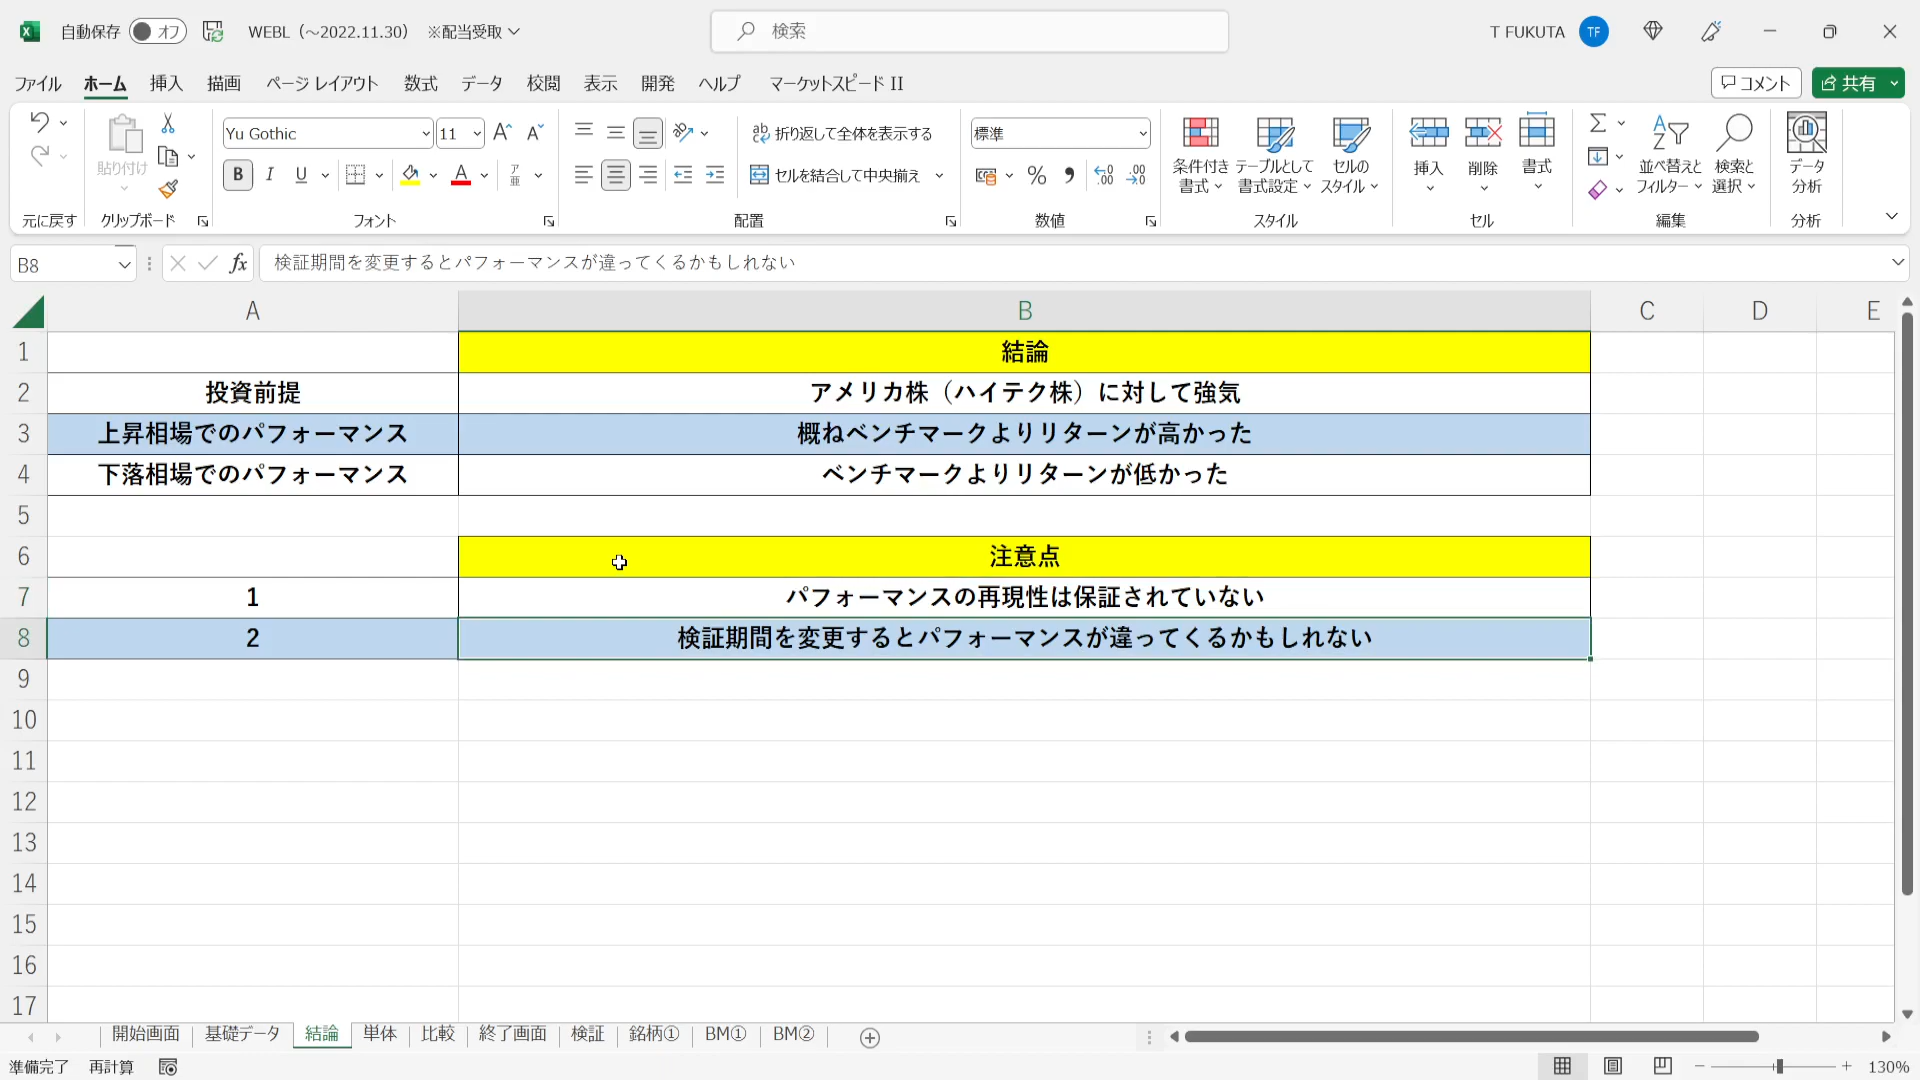 自動保存 オフ WEBL（～2022.11.30） ※配当受取 検索 T FUKUTA TF
ファイル ホーム 挿入 描画 ページ レイアウト 数式 データ 校閲 表示 開発 ヘルプ マーケットスピード II コメント 共有
Yu Gothic 11 折り返して全体を表示する 標準
貼り付け B I U セルを結合して中央揃え
条件付き書式 テーブルとして書式設定 セルのスタイル 挿入 削除 書式 並べ替えとフィルター 検索と選択 データ分析
元に戻す クリップボード フォント 配置 数値 スタイル セル 編集 分析
B8 fx 検証期間を変更するとパフォーマンスが違ってくるかもしれない
A B C D E
1 結論
2 投資前提 アメリカ株（ハイテク株）に対して強気
3 上昇相場でのパフォーマンス 概ねベンチマークよりリターンが高かった
4 下落相場でのパフォーマンス ベンチマークよりリターンが低かった
5
6 注意点
7 1 パフォーマンスの再現性は保証されていない
8 2 検証期間を変更するとパフォーマンスが違ってくるかもしれない
9
10
11
12
13
14
15
16
17
開始画面 基礎データ 結論 単体 比較 終了画面 検証 銘柄① BM① BM②
準備完了 再計算 130%